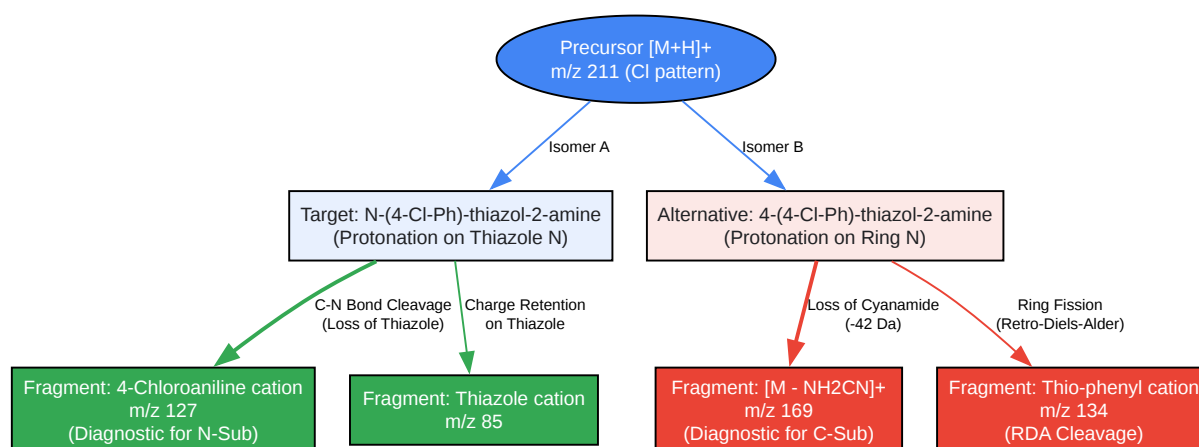 Precursor [M+H]+
m/z 211 (Cl pattern)
Isomer A
Isomer B
Target: N-(4-Cl-Ph)-thiazol-2-amine
(Protonation on Thiazole N)
Alternative: 4-(4-Cl-Ph)-thiazol-2-amine
(Protonation on Ring N)
C-N Bond Cleavage
(Loss of Thiazole)
Charge Retention
on Thiazole
Loss of Cyanamide
(-42 Da)
Ring Fission
(Retro-Diels-Alder)
Fragment: 4-Chloroaniline cation
m/z 127
(Diagnostic for N-Sub)
Fragment: Thiazole cation
m/z 85
Fragment: [M - NH2CN]+
m/z 169
(Diagnostic for C-Sub)
Fragment: Thio-phenyl cation
m/z 134
(RDA Cleavage)